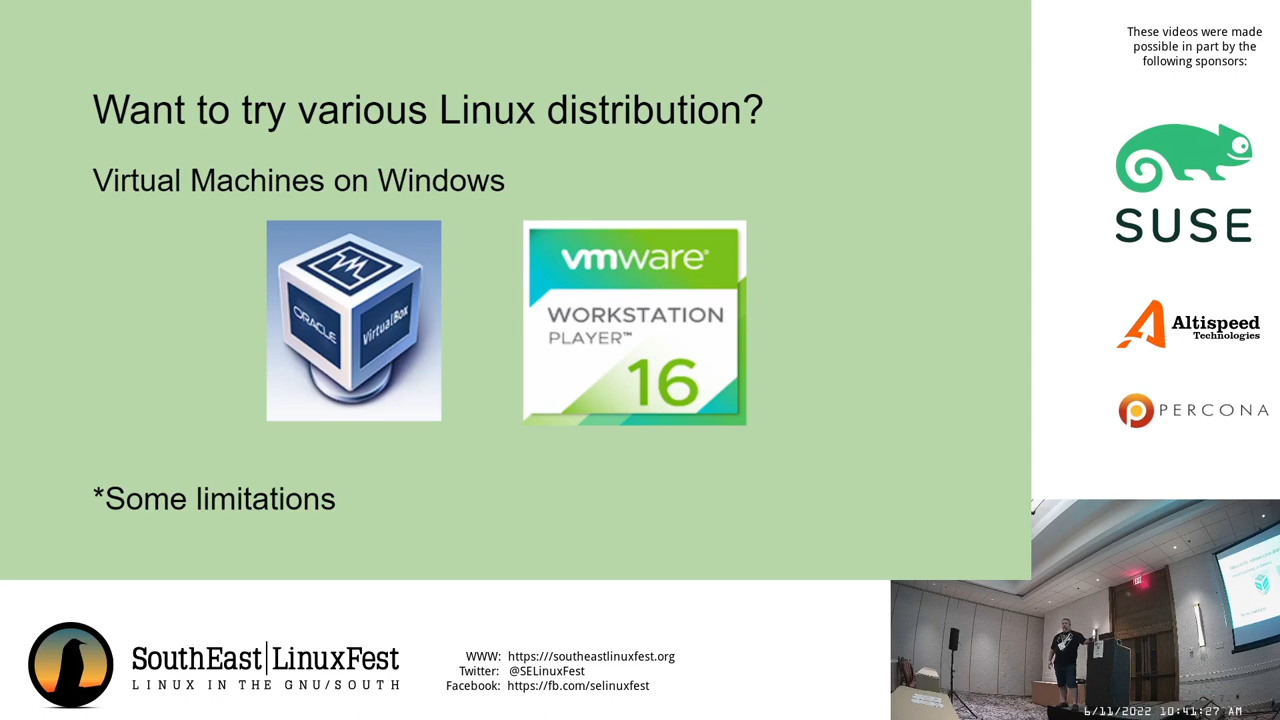 Want to try various Linux distribution?
Virtual Machines on Windows
ORACLE
VirtualBox
vmware®
WORKSTATION
PLAYER™
16
*Some limitations
These videos were made
possible in part by the
following sponsors:
SUSE
Altispeed
Technologies
PERCONA
SouthEast|LinuxFest
LINUX IN THE GNU/SOUTH
WWW: https:///southeastlinuxfest.org
Twitter: @SELinuxFest
Facebook: https://fb.com/selinuxfest
6/11/2022 10:41:27 AM